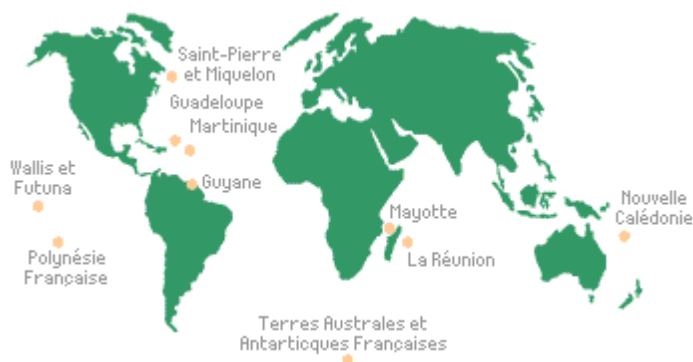 Saint-Pierre
et Miquelon
Guadeloupe
Martinique
Wallis et
Futuna
Guyane
Nouvelle
Calédonie
Mayotte
Polynésie
Française
La Réunion
Terres Australes et
Antarticques Françaises